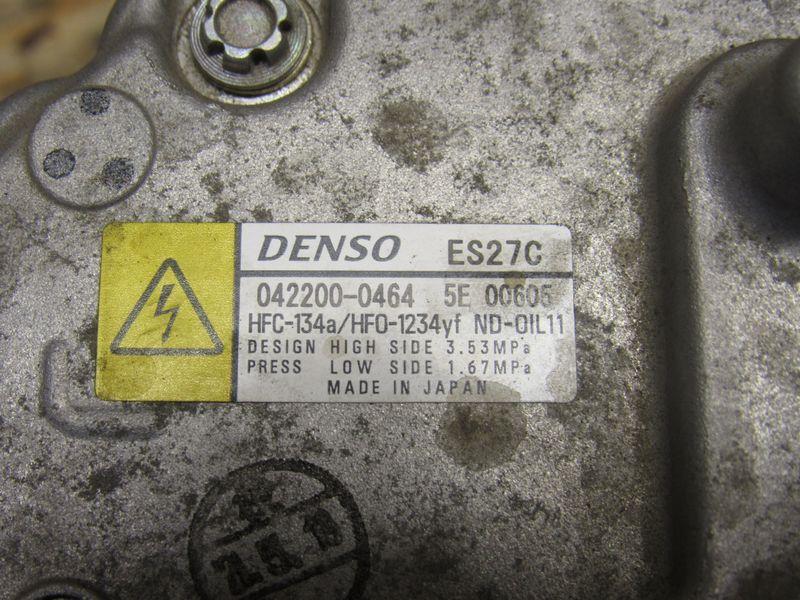 DENSO ES27C
042200-0464 5E 00605
HFC-134a/HFO-1234yf ND-OIL11
DESIGN HIGH SIDE 3.53MPa
PRESS LOW SIDE 1.67MPa
MADE IN JAPAN